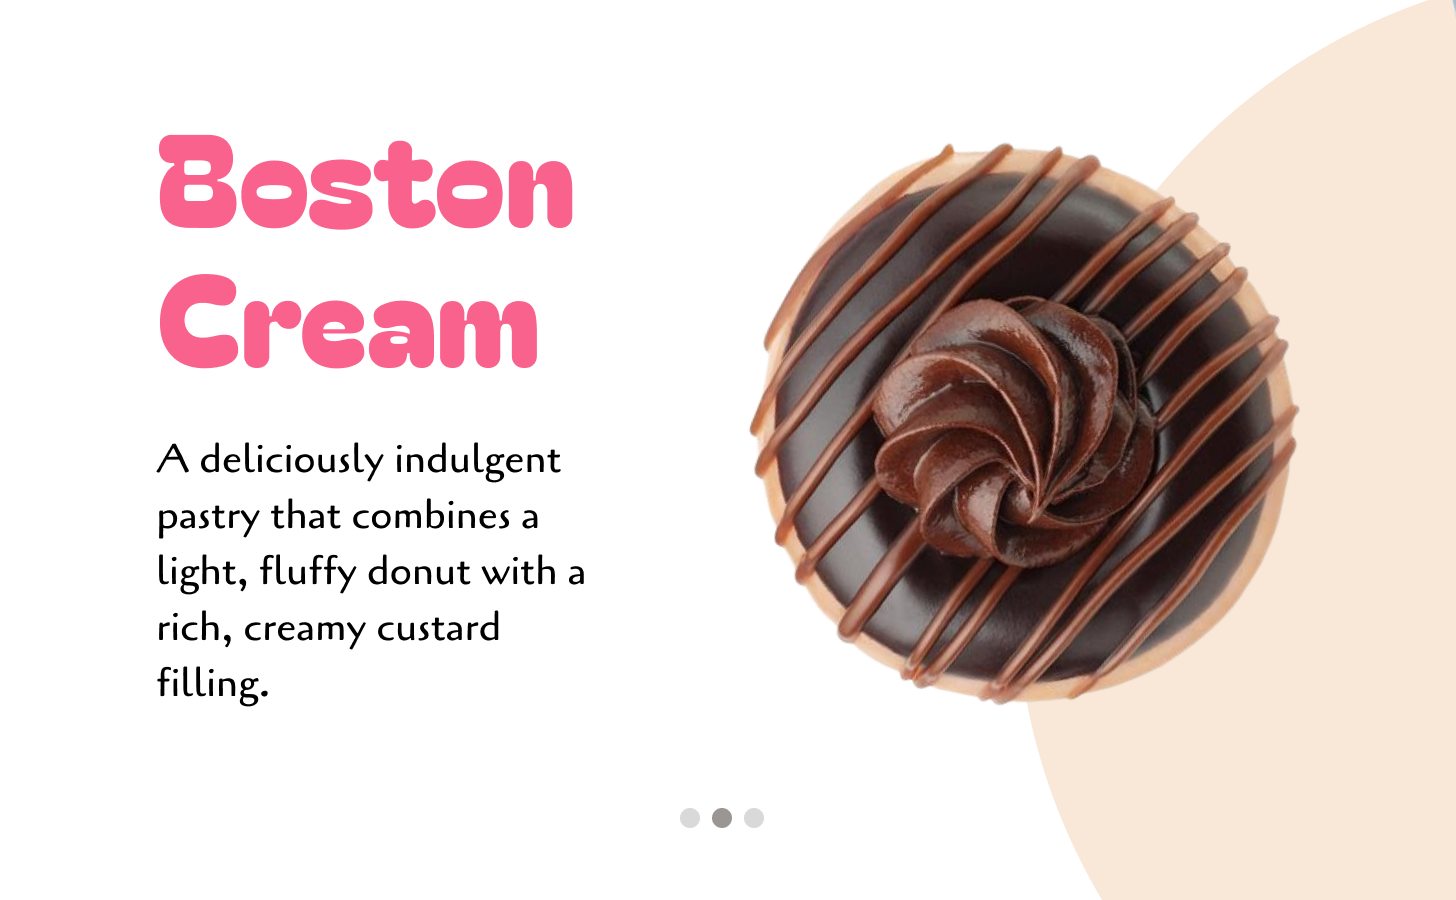 Boston
Cream
A deliciously indulgent
pastry that combines a
light, fluffy donut with a
rich, creamy custard
filling.